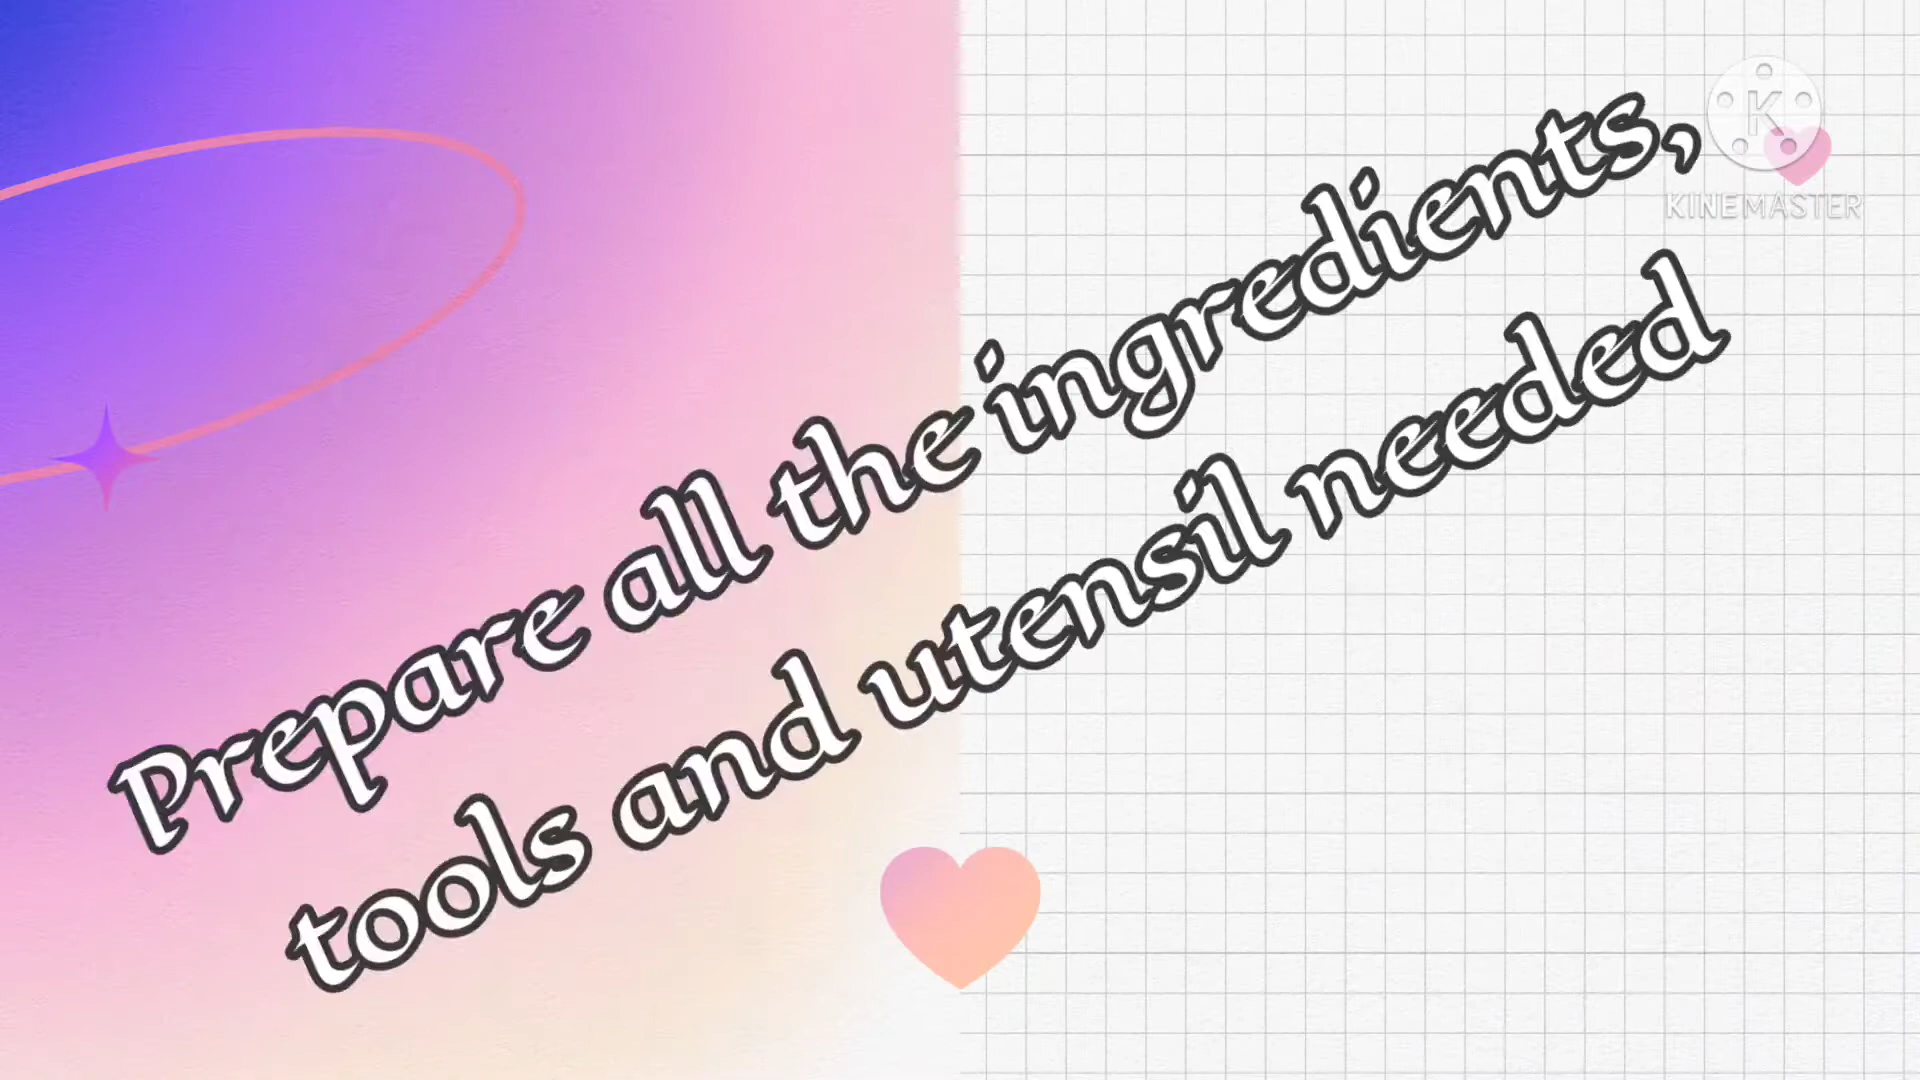 Prepare all the ingredients,
tools and utensil needed
K
KINEMASTER